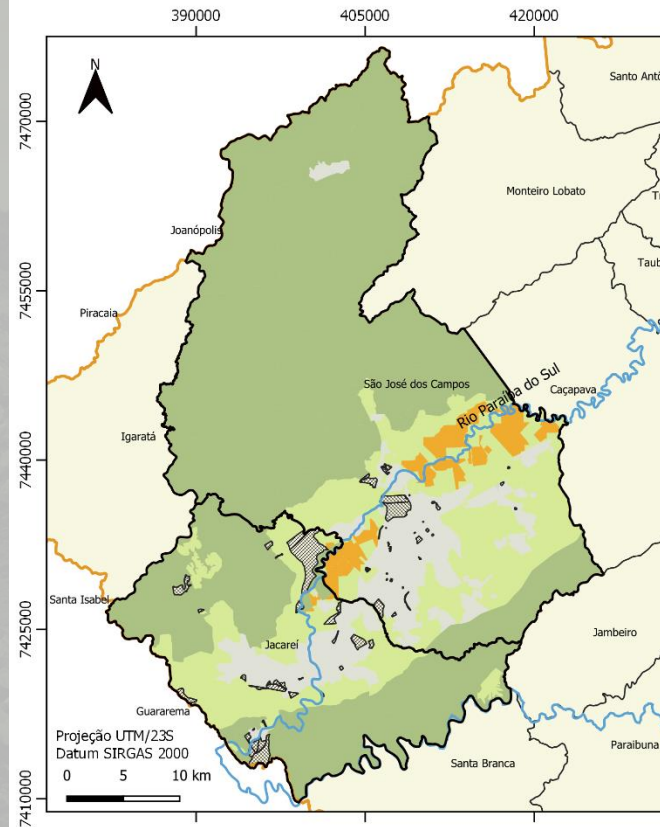 390000 405000 420000
N
7470000
7455000
7440000
7425000
7410000
Santo Antô
Monteiro Lobato
Tr
Joanópolis
Taub
Piracaia
São José dos Campos
Rio Paraíba do Sul
Caçapava
Igaratá
Santa Isabel
Jacareí
Jambeiro
Guararema
Projeção UTM/23S
Datum SIRGAS 2000
0 5 10 km
Santa Branca
Paraibuna